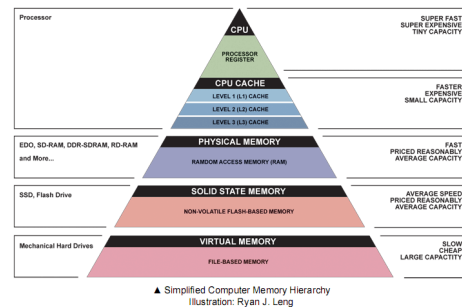 Processor
CPU
PROCESSOR
REGISTER
SUPER FAST
SUPER EXPENSIVE
TINY CAPACITY
CPU CACHE
LEVEL 1 (L1) CACHE
LEVEL 2 (L2) CACHE
LEVEL 3 (L3) CACHE
FASTER
EXPENSIVE
SMALL CAPACITY
EDO, SD-RAM, DDR-SDRAM, RD-RAM
and More...
PHYSICAL MEMORY
RAMDOM ACCESS MEMORY (RAM)
FAST
PRICED REASONABLY
AVERAGE CAPACITY
SSD, Flash Drive
SOLID STATE MEMORY
NON-VOLATILE FLASH-BASED MEMORY
AVERAGE SPEED
PRICED REASONABLY
AVERAGE CAPACITY
Mechanical Hard Drives
VIRTUAL MEMORY
FILE-BASED MEMORY
SLOW
CHEAP
LARGE CAPACTITY
▲ Simplified Computer Memory Hierarchy
Illustration: Ryan J. Leng